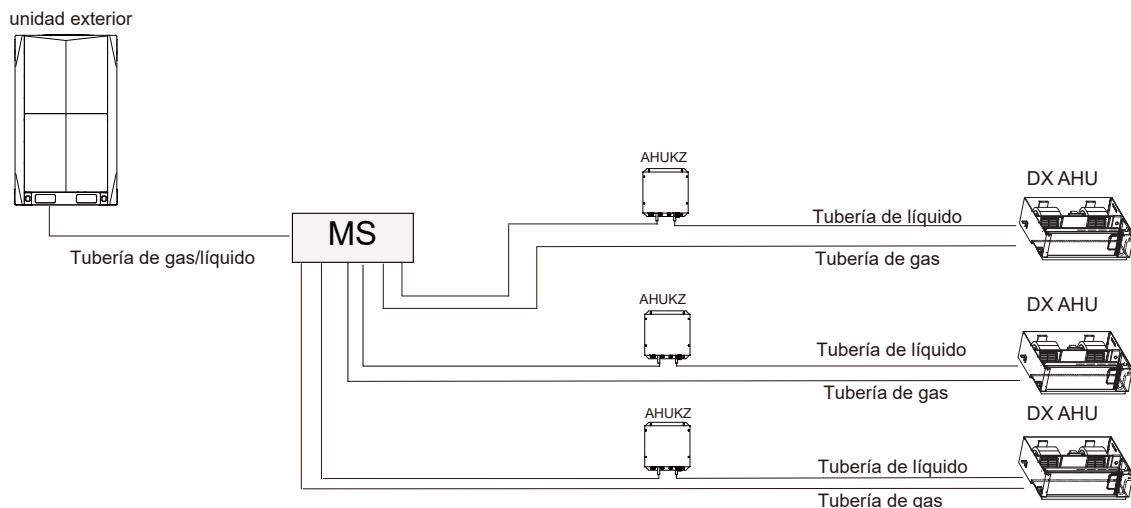 unidad exterior
AHUKZ
DX AHU
MS
Tubería de líquido
Tubería de gas/líquido
Tubería de gas
AHUKZ
DX AHU
Tubería de líquido
Tubería de gas
AHUKZ
DX AHU
Tubería de líquido
Tubería de gas